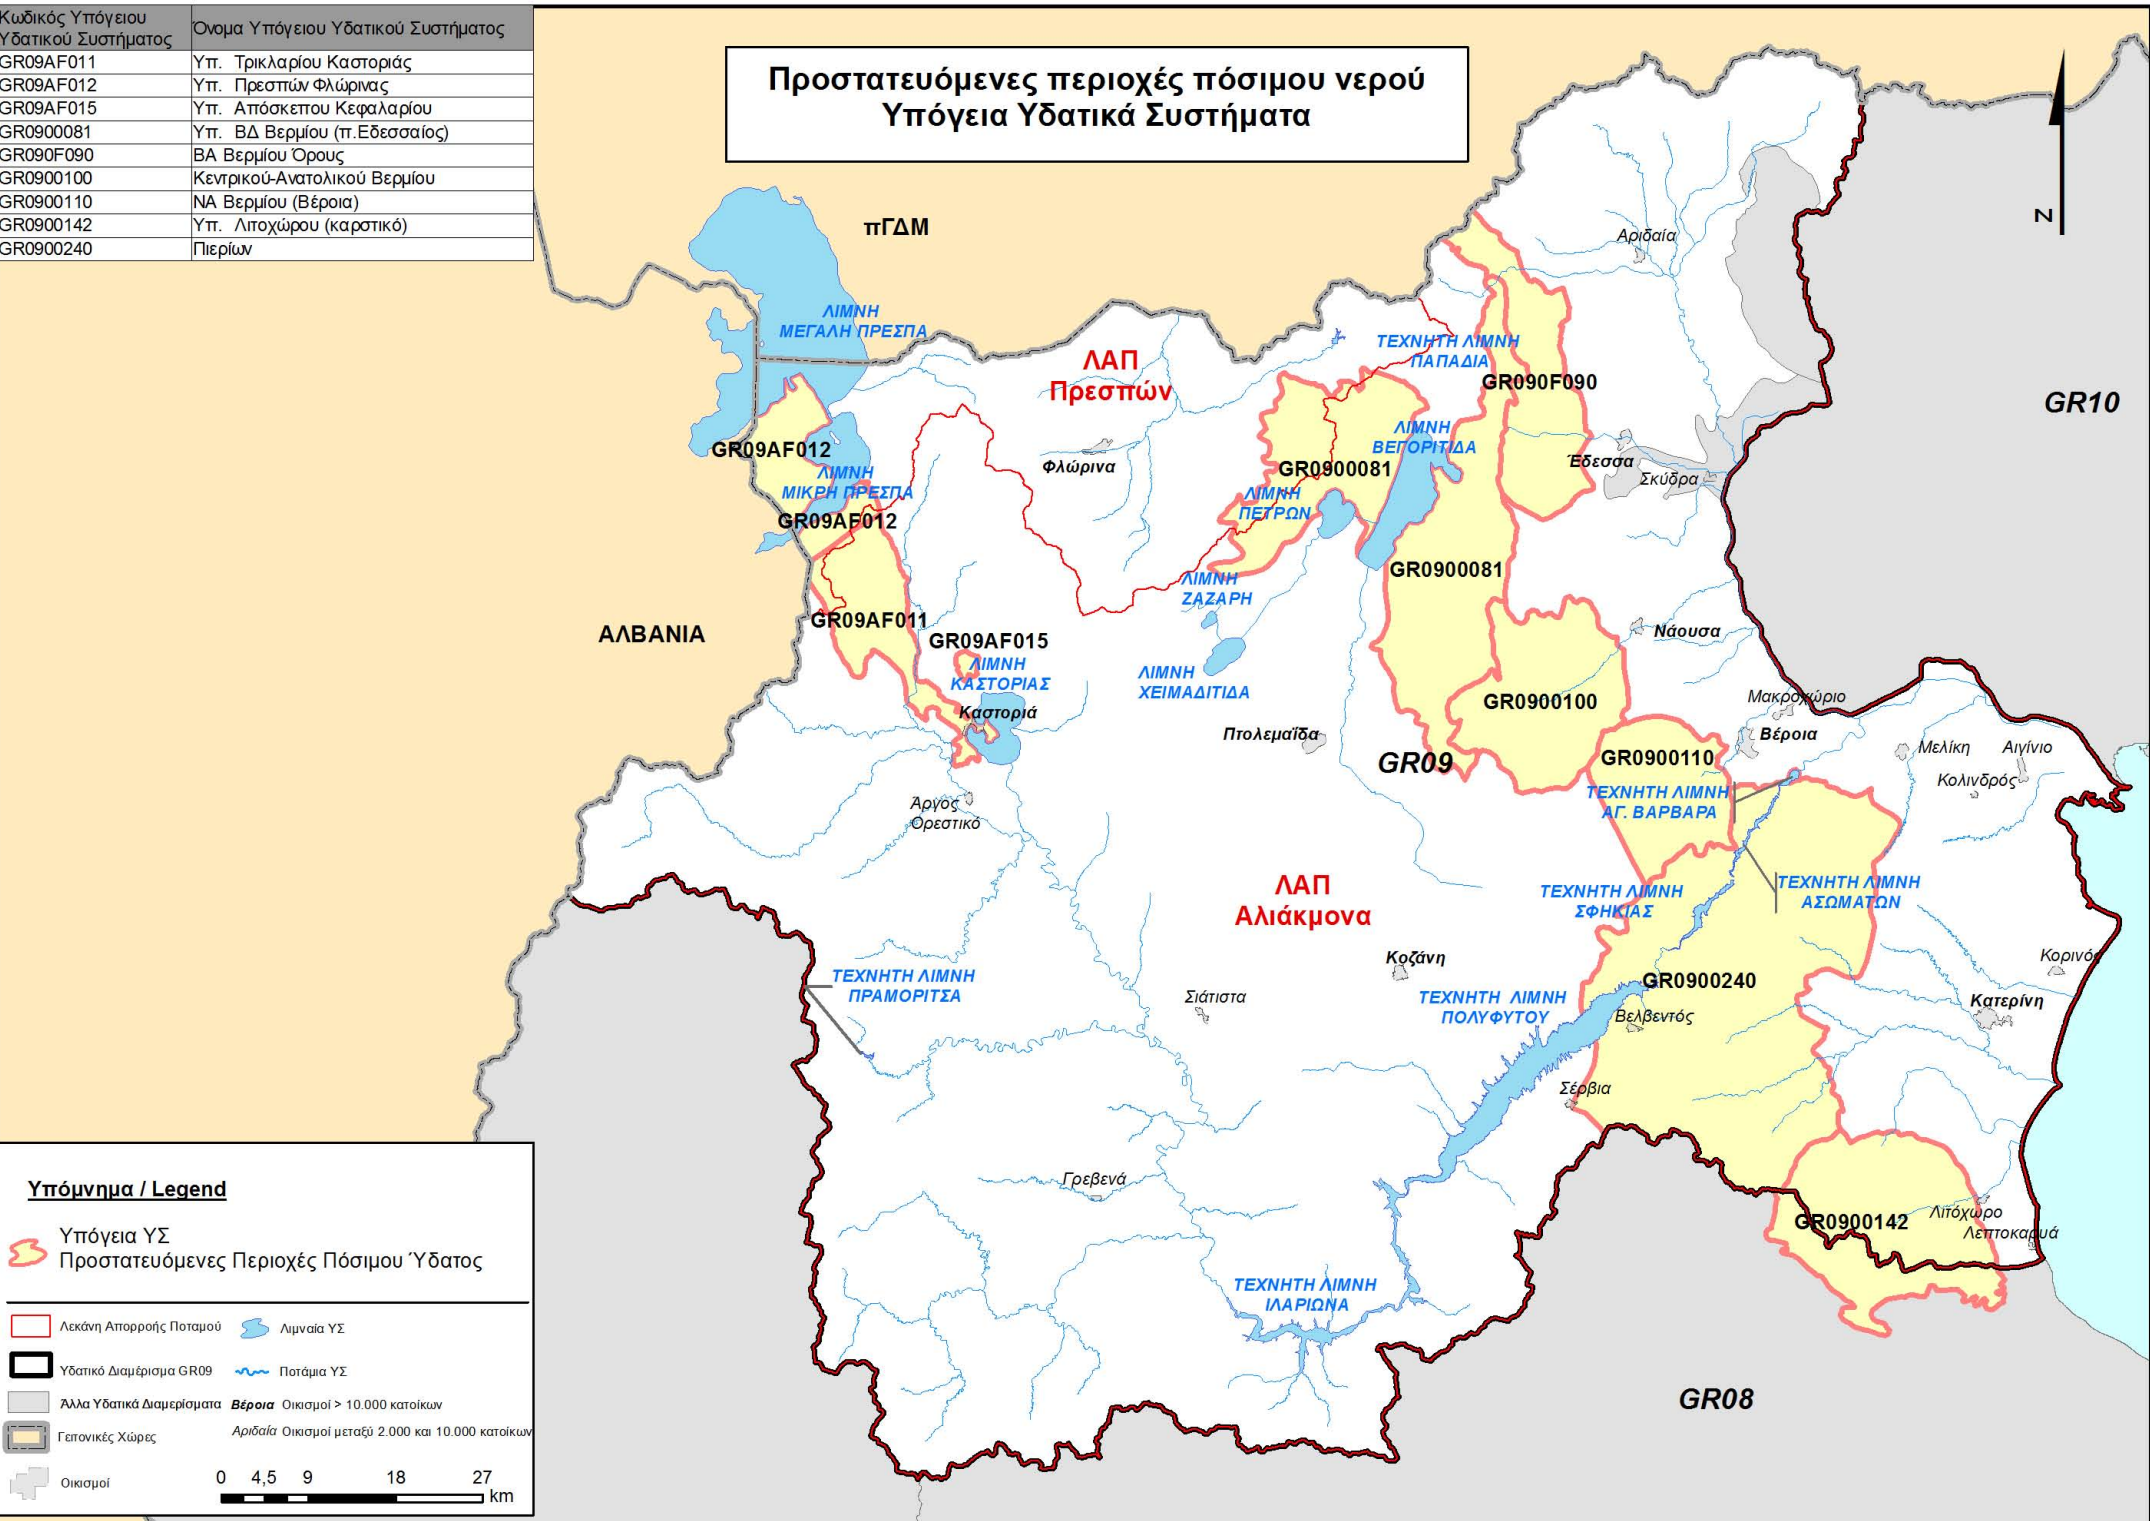 Κωδικός Υπόγειου
Υδατικού Συστήματος
Όνομα Υπόγειου Υδατικού Συστήματος
GR09AF011 Υπ. Τρικλαρίου Καστοριάς
GR09AF012 Υπ. Πρεσπών Φλώρινας
GR09AF015 Υπ. Απόσκεπου Κεφαλαρίου
GR0900081 Υπ. ΒΔ Βερμίου (π.Εδεσσαίος)
GR090F090 ΒΑ Βερμίου Όρους
GR0900100 Κεντρικού-Ανατολικού Βερμίου
GR0900110 ΝΑ Βερμίου (Βέροια)
GR0900142 Υπ. Λιτοχώρου (καρστικό)
GR0900240 Πιερίων
Προστατευόμενες περιοχές πόσιμου νερού
Υπόγεια Υδατικά Συστήματα
Z
πΓΔΜ
Αριδαία
ΛΙΜΝΗ
ΜΕΓΑΛΗ ΠΡΕΣΠΑ
ΛΑΠ
Πρεσπών
ΤΕΧΝΗΤΗ ΛΙΜΝΗ
ΠΑΠΑΔΙΑ
GR090F090
GR10
GR09AF012
ΛΙΜΝΗ
ΜΙΚΡΗ ΠΡΕΣΠΑ
GR09AF012
Φλώρινα
ΛΙΜΝΗ
ΒΕΓΟΡΙΤΙΔΑ
GR0900081
ΛΙΜΝΗ
ΠΕΤΡΩΝ
Έδεσσα
Σκύδρα
GR0900081
ΛΙΜΝΗ
ΖΑΖΑΡΗ
ΑΛΒΑΝΙΑ
GR09AF011
GR09AF015
ΛΙΜΝΗ
ΚΑΣΤΟΡΙΑΣ
Καστοριά
ΛΙΜΝΗ
ΧΕΙΜΑΔΙΤΙΔΑ
Νάουσα
GR0900100
Μακροχώριο
Βέροια
Πτολεμαΐδα
GR09
GR0900110
Μελίκη
Αιγίνιο
Κολινδρός
ΤΕΧΝΗΤΗ ΛΙΜΝΗ
ΑΓ. ΒΑΡΒΑΡΑ
Άργος
Ορεστικό
ΛΑΠ
Αλιάκμονα
ΤΕΧΝΗΤΗ ΛΙΜΝΗ
ΣΦΗΚΙΑΣ
ΤΕΧΝΗΤΗ ΛΙΜΝΗ
ΑΣΩΜΑΤΩΝ
Κοζάνη
Κορινός
ΤΕΧΝΗΤΗ ΛΙΜΝΗ
ΠΡΑΜΟΡΙΤΣΑ
Σιάτιστα
ΤΕΧΝΗΤΗ ΛΙΜΝΗ
ΠΟΛΥΦΥΤΟΥ
GR0900240
Βελβεντός
Κατερίνη
Σέρβια
Γρεβενά
GR0900142
Λιτόχωρο
Λεπτοκαρυά
ΤΕΧΝΗΤΗ ΛΙΜΝΗ
ΙΛΑΡΙΩΝΑ
GR08
Υπόμνημα / Legend
Υπόγεια ΥΣ
Προστατευόμενες Περιοχές Πόσιμου Ύδατος
Λεκάνη Απορροής Ποταμού
Λιμναία ΥΣ
Υδατικό Διαμέρισμα GR09
Ποτάμια ΥΣ
Άλλα Υδατικά Διαμερίσματα
Βέροια Οικισμοί > 10.000 κατοίκων
Γειτονικές Χώρες
Αριδαία Οικισμοί μεταξύ 2.000 και 10.000 κατοίκων
Οικισμοί
0 4,5 9 18 27
km